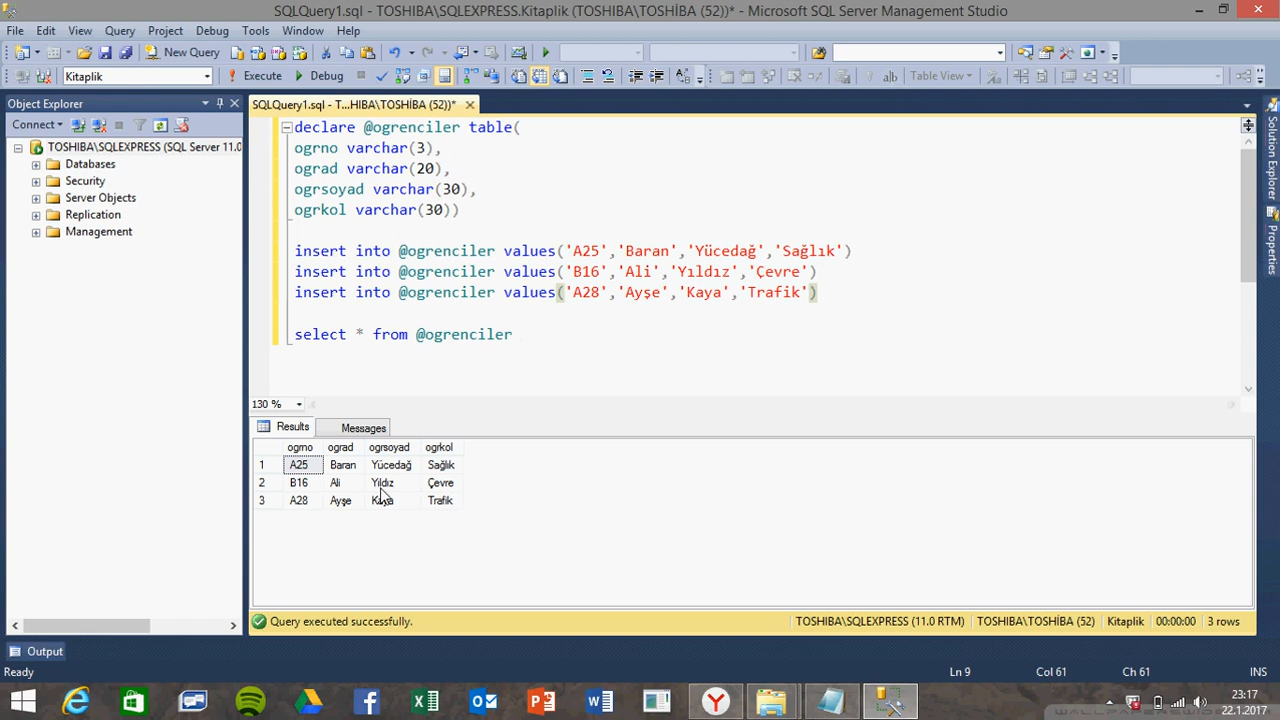 SQLQuery1.sql - TOSHIBA\SQLEXPRESS.Kitaplik (TOSHIBA\TOSHİBA (52))* - Microsoft SQL Server Management Studio
File Edit View Query Project Debug Tools Window Help
New Query
Kitaplik Execute Debug Table View
Object Explorer
Connect
TOSHIBA\SQLEXPRESS (SQL Server 11.0
Databases
Security
Server Objects
Replication
Management
SQLQuery1.sql - T...HIBA\TOSHİBA (52))*
declare @ogrenciler table(
ogrno varchar(3),
ograd varchar(20),
ogrsoyad varchar(30),
ogrkol varchar(30))
insert into @ogrenciler values('A25','Baran','Yücedağ','Sağlık')
insert into @ogrenciler values('B16','Ali','Yıldız','Çevre')
insert into @ogrenciler values('A28','Ayşe','Kaya','Trafik')
select * from @ogrenciler
130 %
Results Messages
ogrno ograd ogrsoyad ogrkol
1 A25 Baran Yücedağ Sağlık
2 B16 Ali Yıldız Çevre
3 A28 Ayşe Kaya Trafik
Query executed successfully. TOSHIBA\SQLEXPRESS (11.0 RTM) TOSHIBA\TOSHİBA (52) Kitaplik 00:00:00 3 rows
Solution Explorer
Properties
Output
Ready Ln 9 Col 61 Ch 61 INS
23:17
22.1.2017